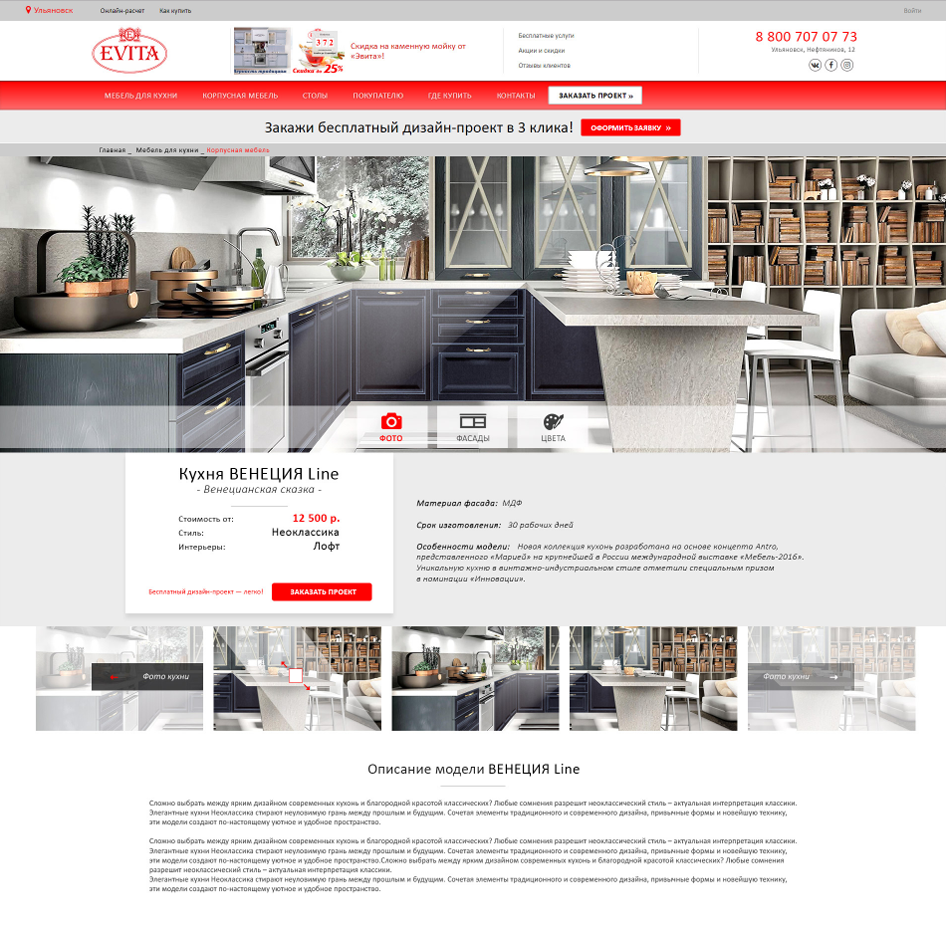 Ульяновск
Онлайн-расчет
Как купить
Войти
EVITA
Скидка на каменную мойку от
«Эвита»!
Скидка до 25%
Бесплатные услуги
Акции и скидки
Отзывы клиентов
8 800 707 07 73
Ульяновск, Нефтяников, 12
МЕБЕЛЬ ДЛЯ КУХНИ
КОРПУСНАЯ МЕБЕЛЬ
СТОЛЫ
ПОКУПАТЕЛЮ
ГДЕ КУПИТЬ
КОНТАКТЫ
ЗАКАЗАТЬ ПРОЕКТ »
Закажи бесплатный дизайн-проект в 3 клика!
ОФОРМИТЬ ЗАЯВКУ »
Главная _ Мебель для кухни _ Корпусная мебель
ФОТО
ФАСАДЫ
ЦВЕТА
Кухня ВЕНЕЦИЯ Line
- Венецианская сказка -
Стоимость от: 12 500 р.
Стиль: Неоклассика
Интерьеры: Лофт
Бесплатный дизайн-проект — легко!
ЗАКАЗАТЬ ПРОЕКТ
Материал фасада: МДФ
Срок изготовления: 30 рабочих дней
Особенности модели: Новая коллекция кухонь разработана на основе концепта Antro,
представленного «Марией» на крупнейшей в России международной выставке «Мебель-2016».
Уникальную кухню в винтажно-индустриальном стиле отметили специальным призом
в номинации «Инновации».
Фото кухни
Фото кухни
Описание модели ВЕНЕЦИЯ Line
Сложно выбрать между ярким дизайном современных кухонь и благородной красотой классических? Любые сомнения разрешит неоклассический стиль – актуальная интерпретация классики.
Элегантные кухни Неоклассика стирают неуловимую грань между прошлым и будущим. Сочетая элементы традиционного и современного дизайна, привычные формы и новейшую технику,
эти модели создают по-настоящему уютное и удобное пространство.
Сложно выбрать между ярким дизайном современных кухонь и благородной красотой классических? Любые сомнения разрешит неоклассический стиль – актуальная интерпретация классики.
Элегантные кухни Неоклассика стирают неуловимую грань между прошлым и будущим. Сочетая элементы традиционного и современного дизайна, привычные формы и новейшую технику,
эти модели создают по-настоящему уютное и удобное пространство.Сложно выбрать между ярким дизайном современных кухонь и благородной красотой классических? Любые сомнения
разрешит неоклассический стиль – актуальная интерпретация классики.
Элегантные кухни Неоклассика стирают неуловимую грань между прошлым и будущим. Сочетая элементы традиционного и современного дизайна, привычные формы и новейшую технику,
эти модели создают по-настоящему уютное и удобное пространство.